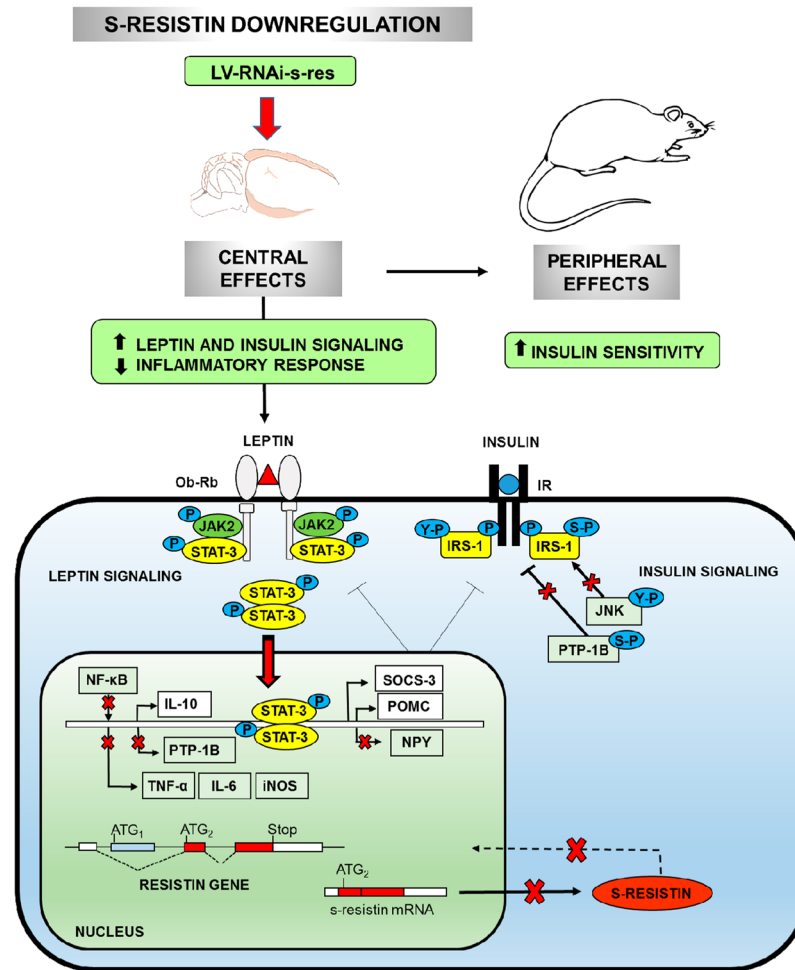 S-RESISTIN DOWNREGULATION
LV-RNAi-s-res
CENTRAL
EFFECTS
PERIPHERAL
EFFECTS
LEPTIN AND INSULIN SIGNALING
INFLAMMATORY RESPONSE
INSULIN SENSITIVITY
LEPTIN
INSULIN
Ob-Rb
IR
P
JAK2
P
STAT-3
P
JAK2
P
STAT-3
Y-P
P
IRS-1
P
S-P
IRS-1
LEPTIN SIGNALING
INSULIN SIGNALING
STAT-3
P
P
STAT-3
JNK
Y-P
PTP-1B
S-P
NF-κB
IL-10
PTP-1B
TNF-α
IL-6
iNOS
STAT-3
P
P
STAT-3
SOCS-3
POMC
NPY
ATG₁
ATG₂
Stop
RESISTIN GENE
ATG₂
s-resistin mRNA
S-RESISTIN
NUCLEUS